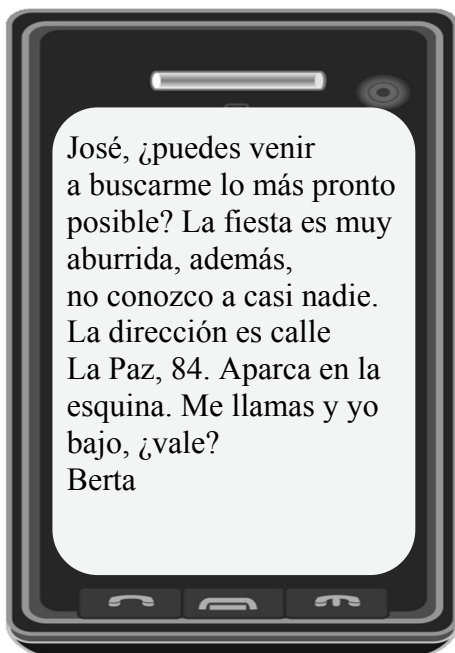 José, ¿puedes venir
a buscarme lo más pronto
posible? La fiesta es muy
aburrida, además,
no conozco a casi nadie.
La dirección es calle
La Paz, 84. Aparca en la
esquina. Me llamas y yo
bajo, ¿vale?
Berta